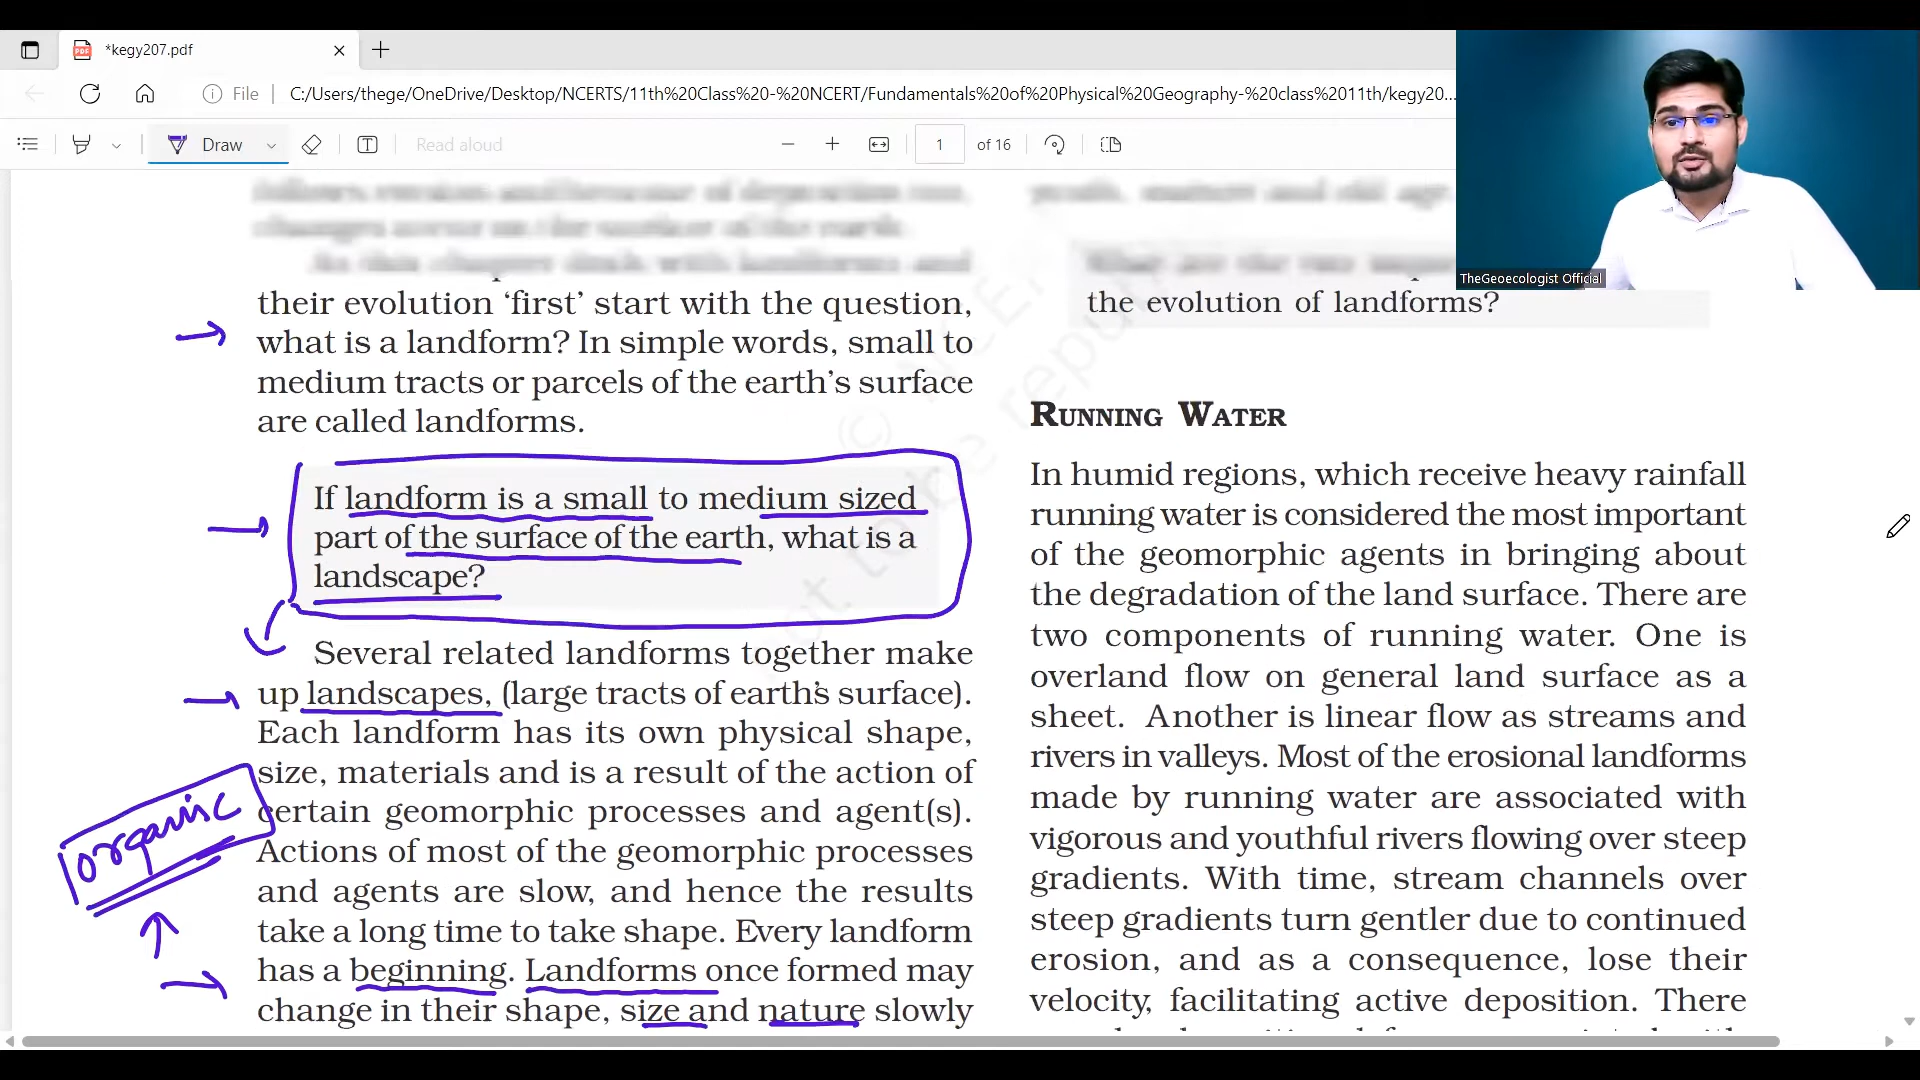 *kegy207.pdf
File
C:/Users/thege/OneDrive/Desktop/NCERTS/11th%20Class%20-%20NCERT/Fundamentals%20of%20Physical%20Geography-%20class%2011th/kegy20...
Draw
Read aloud
1 of 16
TheGeoecologist Official
their evolution ‘first’ start with the question,
what is a landform? In simple words, small to
medium tracts or parcels of the earth’s surface
are called landforms.
If landform is a small to medium sized
part of the surface of the earth, what is a
landscape?
Several related landforms together make
up landscapes, (large tracts of earth’s surface).
Each landform has its own physical shape,
size, materials and is a result of the action of
certain geomorphic processes and agent(s).
Actions of most of the geomorphic processes
and agents are slow, and hence the results
take a long time to take shape. Every landform
has a beginning. Landforms once formed may
change in their shape, size and nature slowly
organic
the evolution of landforms?
RUNNING WATER
In humid regions, which receive heavy rainfall
running water is considered the most important
of the geomorphic agents in bringing about
the degradation of the land surface. There are
two components of running water. One is
overland flow on general land surface as a
sheet. Another is linear flow as streams and
rivers in valleys. Most of the erosional landforms
made by running water are associated with
vigorous and youthful rivers flowing over steep
gradients. With time, stream channels over
steep gradients turn gentler due to continued
erosion, and as a consequence, lose their
velocity, facilitating active deposition. There